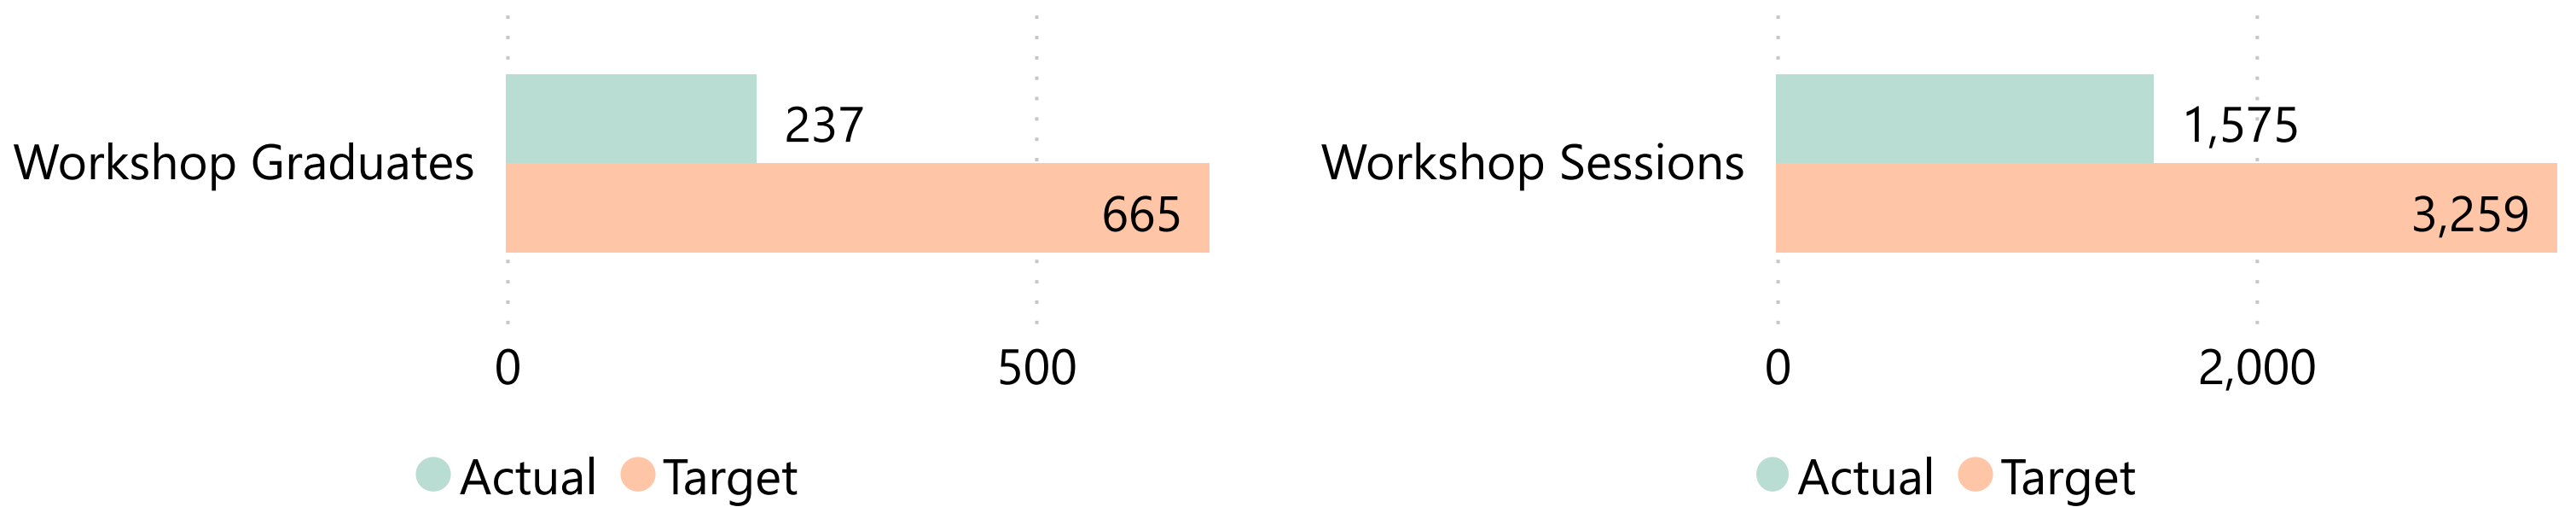 237
Workshop Graduates
665
0 500
Actual Target
1,575
Workshop Sessions
3,259
0 2,000
Actual Target